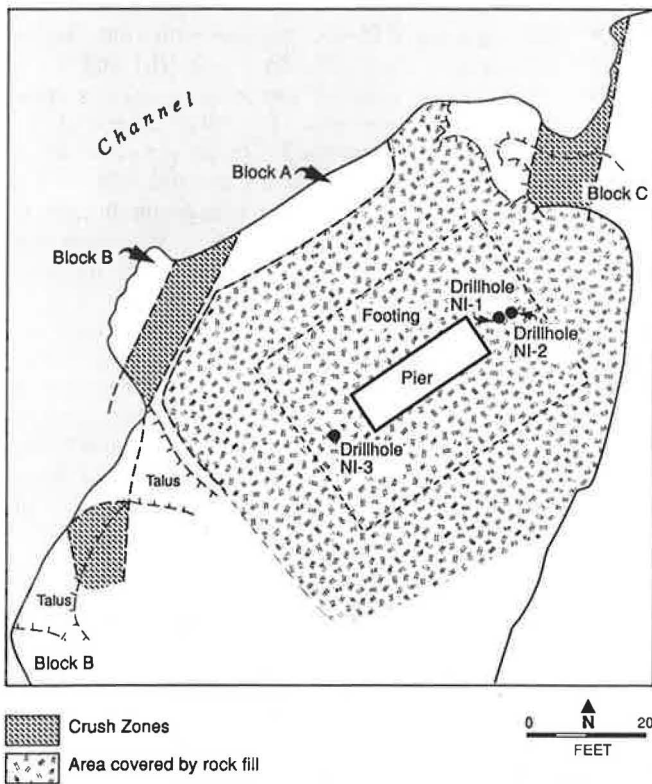 Channel
Block A
Block C
Block B
Drillhole
NI-1
Footing
Drillhole
NI-2
Pier
Drillhole
NI-3
Talus
Talus
Block B
Crush Zones
Area covered by rock fill
0 N 20
FEET